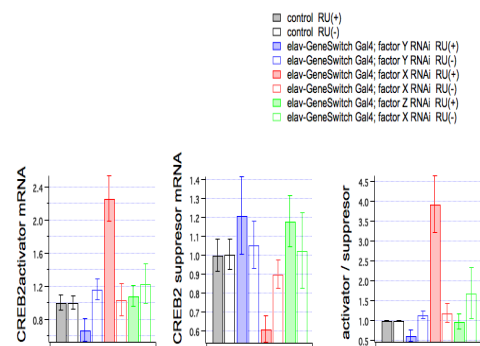 control RU(+)
control RU(-)
elav-GeneSwitch Gal4; factor Y RNAi RU(+)
elav-GeneSwitch Gal4; factor Y RNAi RU(-)
elav-GeneSwitch Gal4; factor X RNAi RU(+)
elav-GeneSwitch Gal4; factor X RNAi RU(-)
elav-GeneSwitch Gal4; factor Z RNAi RU(+)
elav-GeneSwitch Gal4; factor X RNAi RU(-)
CREB2activator mRNA
2.4
2.0
1.6
1.2
0.8
CREB2 suppresor mRNA
1.4
1.3
1.2
1.1
1.0
0.9
0.8
0.7
0.6
activator / suppresor
4.5
4.0
3.5
3.0
2.5
2.0
1.5
1.0
0.5